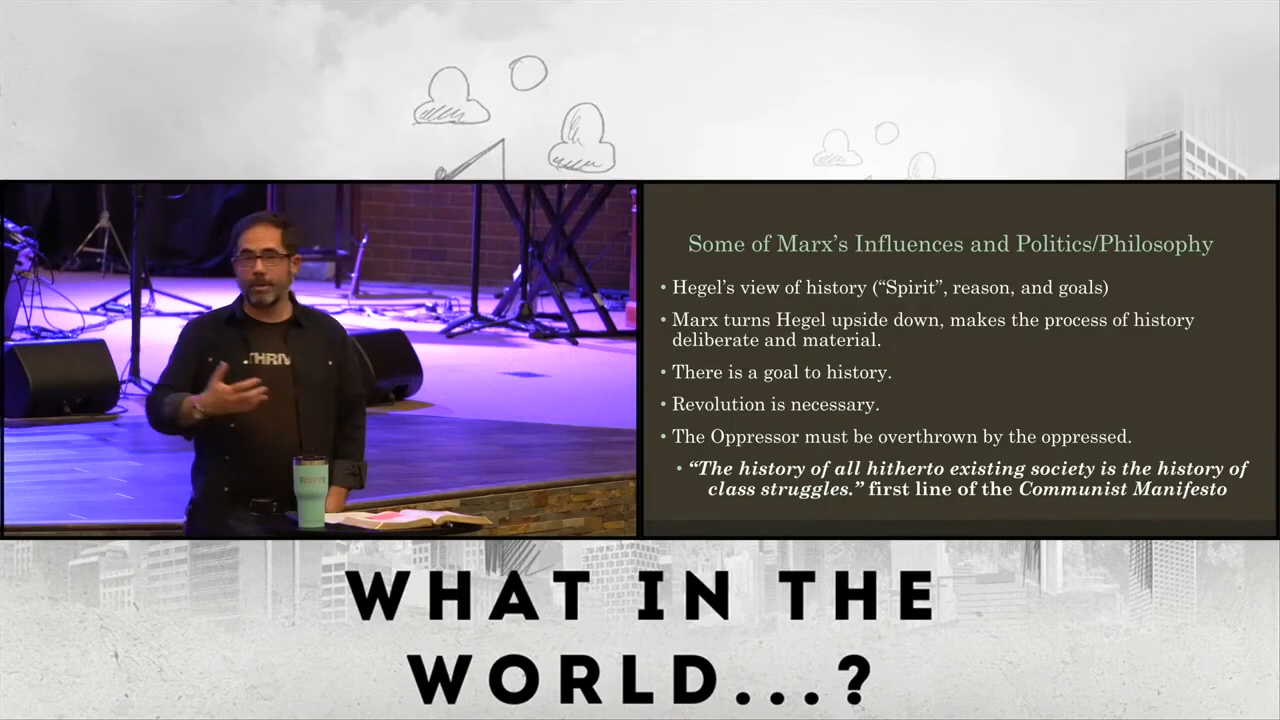 THRIV
Some of Marx’s Influences and Politics/Philosophy
• Hegel’s view of history (“Spirit”, reason, and goals)
• Marx turns Hegel upside down, makes the process of history
deliberate and material.
• There is a goal to history.
• Revolution is necessary.
• The Oppressor must be overthrown by the oppressed.
• “The history of all hitherto existing society is the history of
class struggles.” first line of the Communist Manifesto
WHAT IN THE
WORLD...?